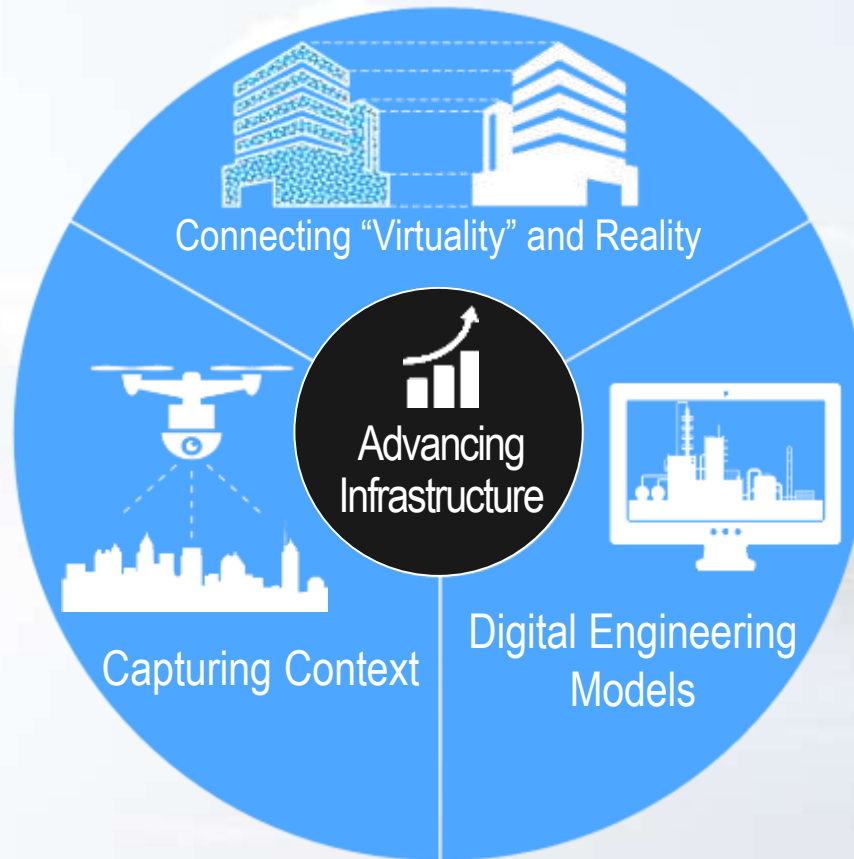 Connecting “Virtuality” and Reality
Advancing
Infrastructure
Capturing Context
Digital Engineering
Models